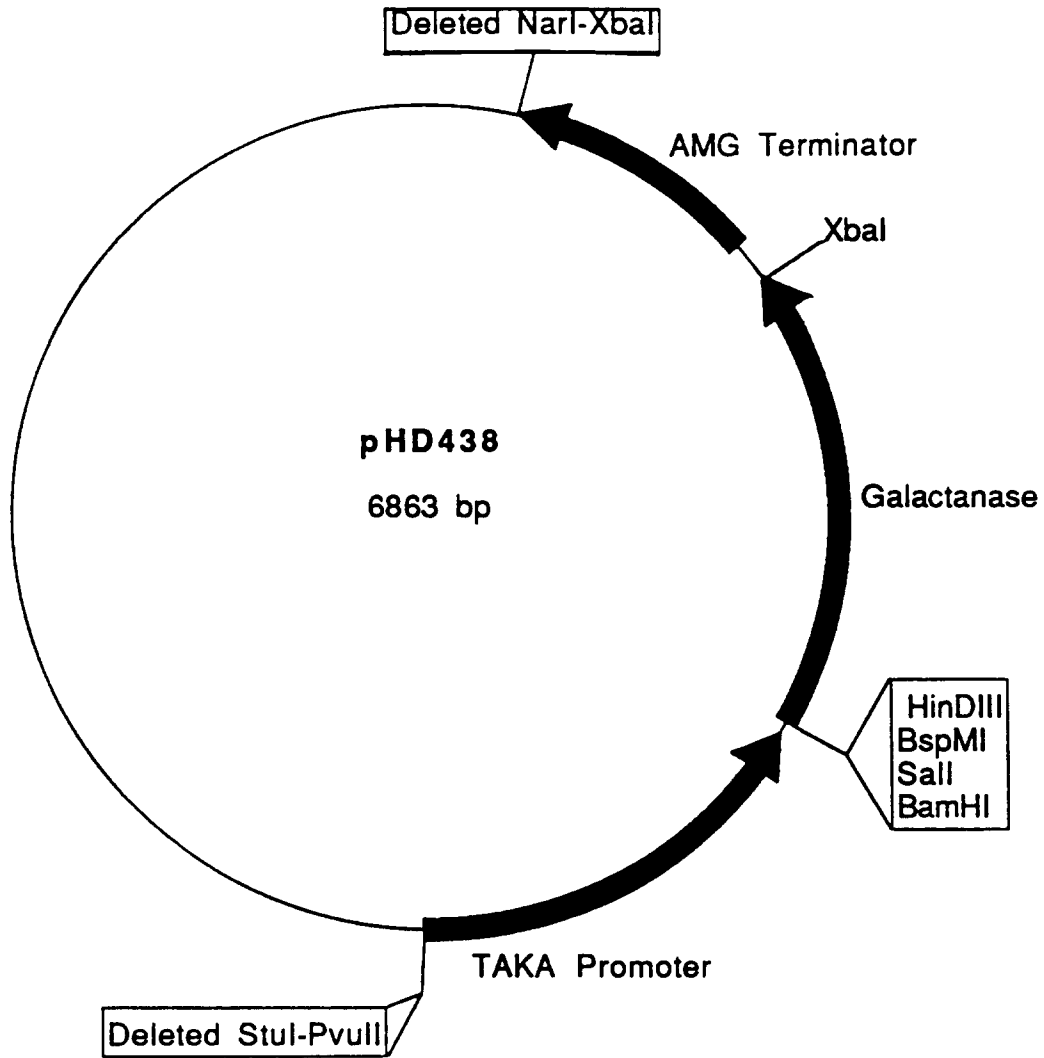 Deleted NarI-XbaI
AMG Terminator
XbaI
pHD438
6863 bp
Galactanase
HinDIII
BspMI
SalI
BamHI
TAKA Promoter
Deleted StuI-PvuII